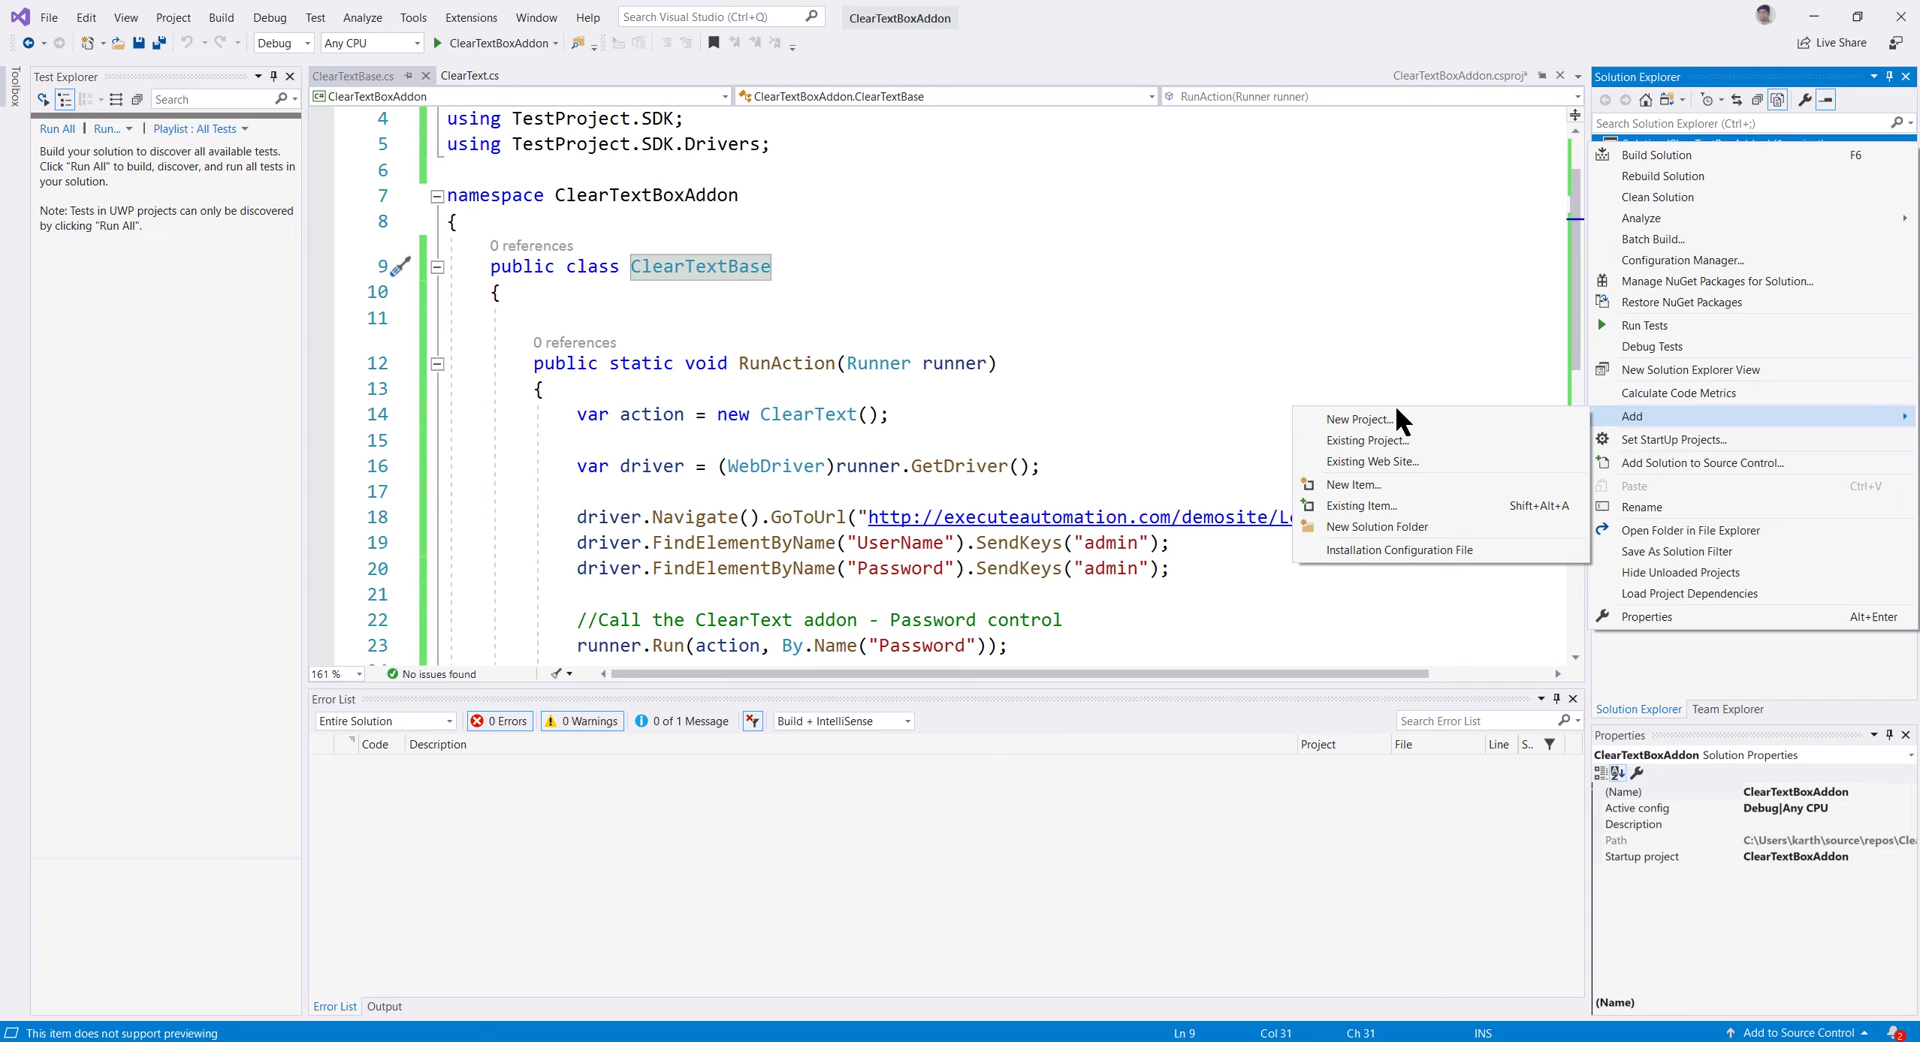 File Edit View Project Build Debug Test Analyze Tools Extensions Window Help Search Visual Studio (Ctrl+Q) ClearTextBoxAddon
Debug Any CPU ClearTextBoxAddon Live Share
Toolbox
Test Explorer
Search
Run All | Run... | Playlist : All Tests
Build your solution to discover all available tests.
Click "Run All" to build, discover, and run all tests in
your solution.
Note: Tests in UWP projects can only be discovered
by clicking "Run All".
ClearTextBase.cs ClearText.cs ClearTextBoxAddon.csproj*
ClearTextBoxAddon ClearTextBoxAddon.ClearTextBase RunAction(Runner runner)
4 using TestProject.SDK;
5 using TestProject.SDK.Drivers;
6
7 namespace ClearTextBoxAddon
8 {
0 references
9 public class ClearTextBase
10 {
11
0 references
12 public static void RunAction(Runner runner)
13 {
14 var action = new ClearText();
15
16 var driver = (WebDriver)runner.GetDriver();
17
18 driver.Navigate().GoToUrl("http://executeautomation.com/demosite/L
19 driver.FindElementByName("UserName").SendKeys("admin");
20 driver.FindElementByName("Password").SendKeys("admin");
21
22 //Call the ClearText addon - Password control
23 runner.Run(action, By.Name("Password"));
161 % No issues found
New Project...
Existing Project...
Existing Web Site...
New Item...
Existing Item... Shift+Alt+A
New Solution Folder
Installation Configuration File
Solution Explorer
Search Solution Explorer (Ctrl+;)
Build Solution F6
Rebuild Solution
Clean Solution
Analyze
Batch Build...
Configuration Manager...
Manage NuGet Packages for Solution...
Restore NuGet Packages
Run Tests
Debug Tests
New Solution Explorer View
Calculate Code Metrics
Add
Set StartUp Projects...
Add Solution to Source Control...
Paste Ctrl+V
Rename
Open Folder in File Explorer
Save As Solution Filter
Hide Unloaded Projects
Load Project Dependencies
Properties Alt+Enter
Solution Explorer Team Explorer
Error List
Entire Solution 0 Errors 0 Warnings 0 of 1 Message Build + IntelliSense Search Error List
Code Description Project File Line S..
Error List Output
Properties
ClearTextBoxAddon Solution Properties
(Name) ClearTextBoxAddon
Active config Debug|Any CPU
Description
Path C:\Users\karth\source\repos\Cle
Startup project ClearTextBoxAddon
(Name)
This item does not support previewing Ln 9 Col 31 Ch 31 INS Add to Source Control 2